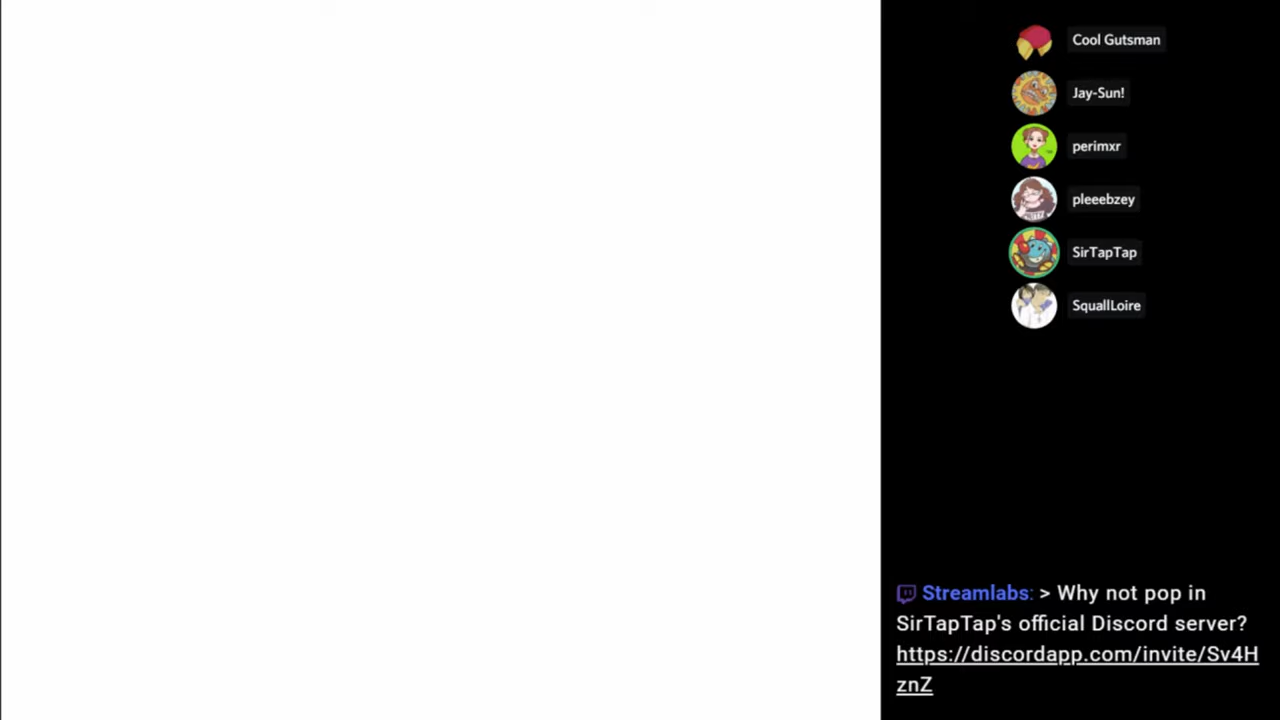 Cool Gutsman
Jay-Sun!
perimxr
pleeebzey
SirTapTap
SquallLoire
Streamlabs: > Why not pop in
SirTapTap's official Discord server?
https://discordapp.com/invite/Sv4H
znZ